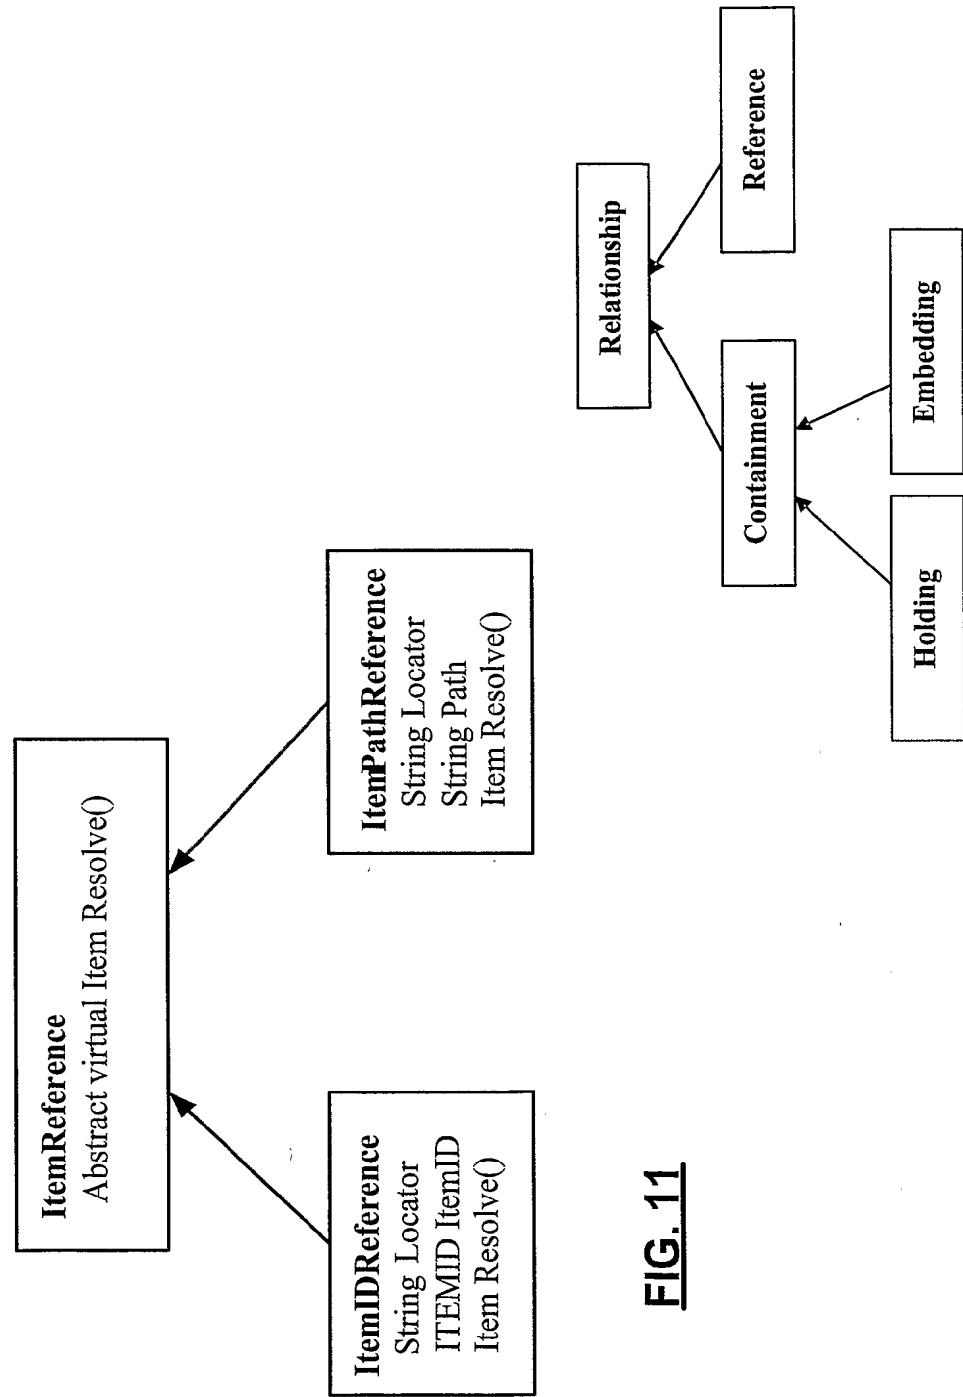 ItemReference
Abstract virtual Item Resolve()
ItemIDReference
String Locator
ITEMID ItemID
Item Resolve()
ItemPathReference
String Locator
String Path
Item Resolve()
FIG. 11
Relationship
Containment
Reference
Holding
Embedding